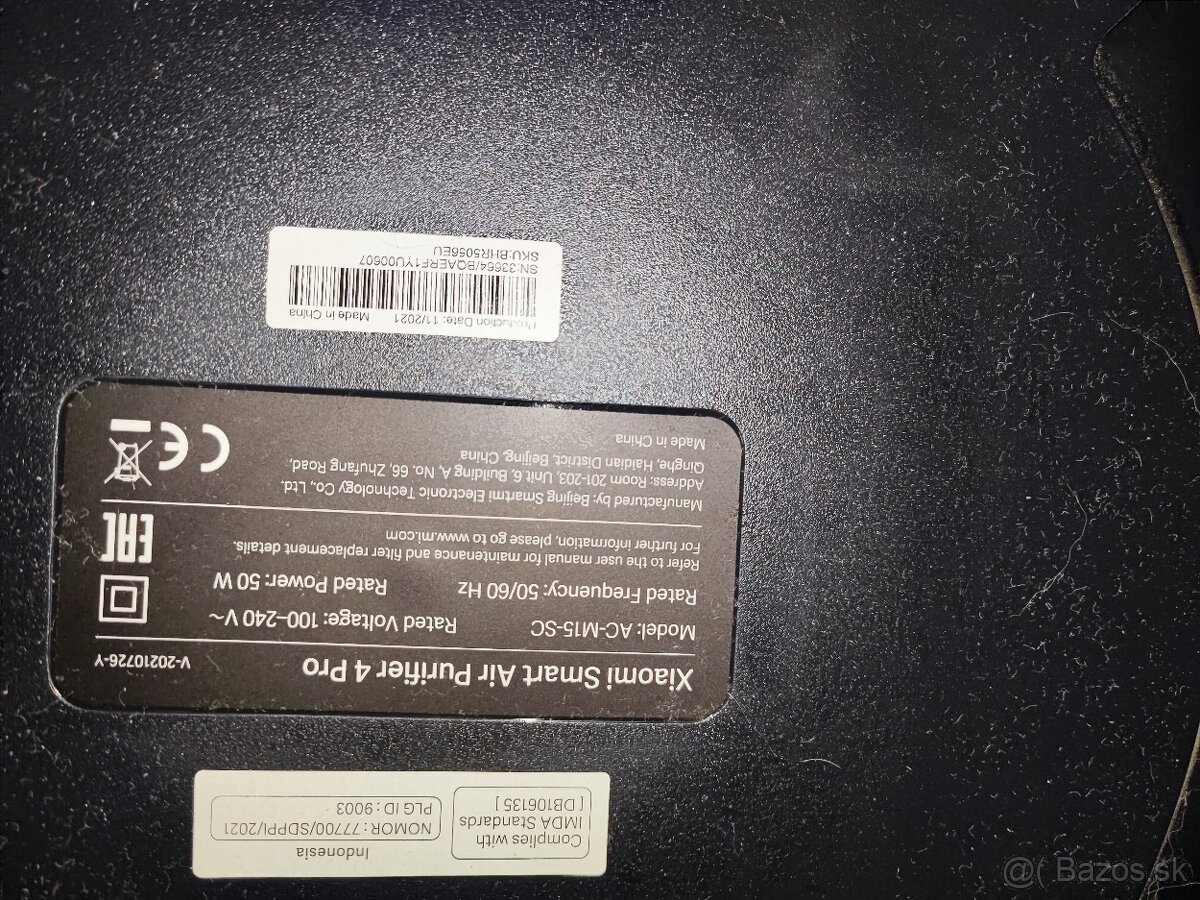 Indonesia
NOMOR : 77700/SDPPI/2021
PLG ID : 9003
Complies with
IMDA Standards
[ DB106135 ]
Xiaomi Smart Air Purifier 4 Pro
V-20210726-Y
Model: AC-M15-SC
Rated Voltage: 100–240 V~
Rated Frequency: 50/60 Hz
Rated Power: 50 W
Refer to the user manual for maintenance and filter replacement details.
For further information, please go to www.mi.com
Manufactured by: Beijing Smartmi Electronic Technology Co., Ltd.
Address: Room 201-203, Unit 6, Building A, No. 66, Zhufang Road,
Qinghe, Haidian District, Beijing, China
Made in China
EAC
CE
Production Date: 11/2021
Made in China
SN:33664/BQAERF1YU00607
SKU:BHR5056EU
@( Bazos.sk